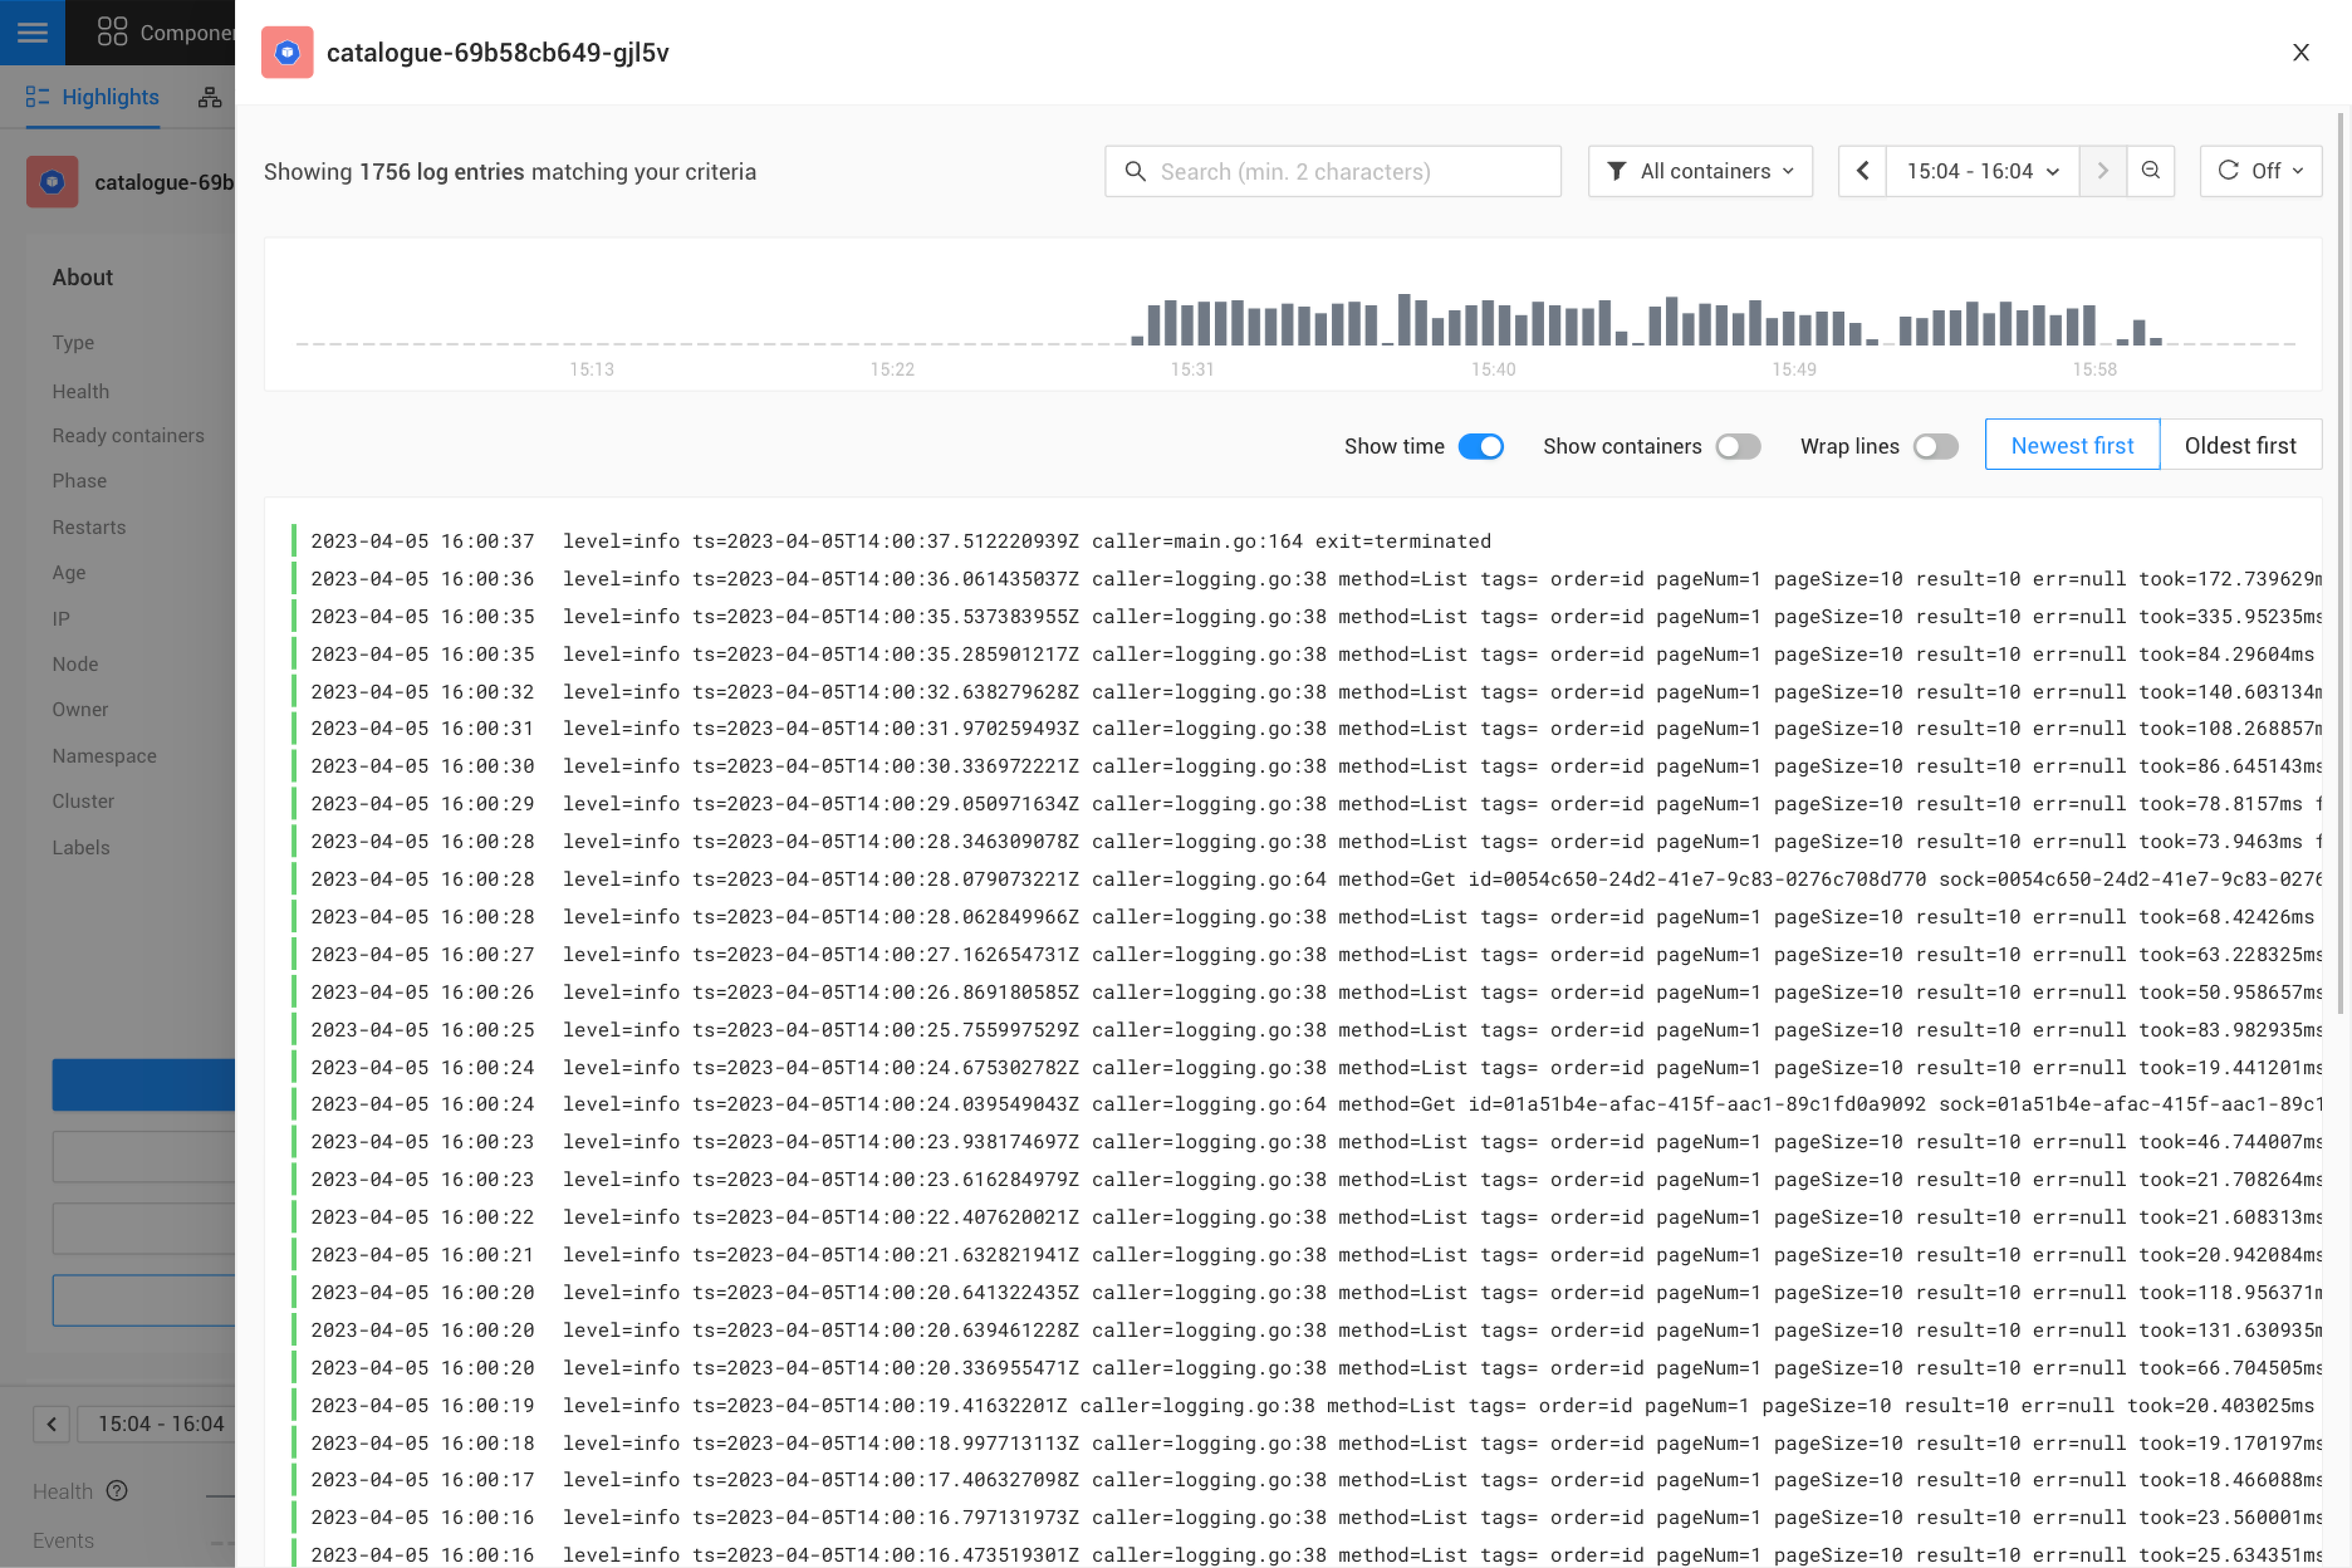 Componer
catalogue-69b58cb649-gjl5v
Highlights
catalogue-69b
Showing 1756 log entries matching your criteria
Search (min. 2 characters)
All containers
15:04 - 16:04
Off
About
15:13 15:22 15:31 15:40 15:49 15:58
Type
Health
Ready containers
Phase
Restarts
Age
IP
Node
Owner
Namespace
Cluster
Labels
Show time
Show containers
Wrap lines
Newest first
Oldest first
2023-04-05 16:00:37 level=info ts=2023-04-05T14:00:37.512220939Z caller=main.go:164 exit=terminated
2023-04-05 16:00:36 level=info ts=2023-04-05T14:00:36.061435037Z caller=logging.go:38 method=List tags= order=id pageNum=1 pageSize=10 result=10 err=null took=172.739629m
2023-04-05 16:00:35 level=info ts=2023-04-05T14:00:35.537383955Z caller=logging.go:38 method=List tags= order=id pageNum=1 pageSize=10 result=10 err=null took=335.95235ms
2023-04-05 16:00:35 level=info ts=2023-04-05T14:00:35.285901217Z caller=logging.go:38 method=List tags= order=id pageNum=1 pageSize=10 result=10 err=null took=84.29604ms
2023-04-05 16:00:32 level=info ts=2023-04-05T14:00:32.638279628Z caller=logging.go:38 method=List tags= order=id pageNum=1 pageSize=10 result=10 err=null took=140.603134m
2023-04-05 16:00:31 level=info ts=2023-04-05T14:00:31.970259493Z caller=logging.go:38 method=List tags= order=id pageNum=1 pageSize=10 result=10 err=null took=108.268857m
2023-04-05 16:00:30 level=info ts=2023-04-05T14:00:30.336972221Z caller=logging.go:38 method=List tags= order=id pageNum=1 pageSize=10 result=10 err=null took=86.645143ms
2023-04-05 16:00:29 level=info ts=2023-04-05T14:00:29.050971634Z caller=logging.go:38 method=List tags= order=id pageNum=1 pageSize=10 result=10 err=null took=78.8157ms f
2023-04-05 16:00:28 level=info ts=2023-04-05T14:00:28.346309078Z caller=logging.go:38 method=List tags= order=id pageNum=1 pageSize=10 result=10 err=null took=73.9463ms f
2023-04-05 16:00:28 level=info ts=2023-04-05T14:00:28.079073221Z caller=logging.go:64 method=Get id=0054c650-24d2-41e7-9c83-0276c708d770 sock=0054c650-24d2-41e7-9c83-0276
2023-04-05 16:00:28 level=info ts=2023-04-05T14:00:28.062849966Z caller=logging.go:38 method=List tags= order=id pageNum=1 pageSize=10 result=10 err=null took=68.42426ms
2023-04-05 16:00:27 level=info ts=2023-04-05T14:00:27.162654731Z caller=logging.go:38 method=List tags= order=id pageNum=1 pageSize=10 result=10 err=null took=63.228325ms
2023-04-05 16:00:26 level=info ts=2023-04-05T14:00:26.869180585Z caller=logging.go:38 method=List tags= order=id pageNum=1 pageSize=10 result=10 err=null took=50.958657ms
2023-04-05 16:00:25 level=info ts=2023-04-05T14:00:25.755997529Z caller=logging.go:38 method=List tags= order=id pageNum=1 pageSize=10 result=10 err=null took=83.982935ms
2023-04-05 16:00:24 level=info ts=2023-04-05T14:00:24.675302782Z caller=logging.go:38 method=List tags= order=id pageNum=1 pageSize=10 result=10 err=null took=19.441201ms
2023-04-05 16:00:24 level=info ts=2023-04-05T14:00:24.039549043Z caller=logging.go:64 method=Get id=01a51b4e-afac-415f-aac1-89c1fd0a9092 sock=01a51b4e-afac-415f-aac1-89c1
2023-04-05 16:00:23 level=info ts=2023-04-05T14:00:23.938174697Z caller=logging.go:38 method=List tags= order=id pageNum=1 pageSize=10 result=10 err=null took=46.744007ms
2023-04-05 16:00:23 level=info ts=2023-04-05T14:00:23.616284979Z caller=logging.go:38 method=List tags= order=id pageNum=1 pageSize=10 result=10 err=null took=21.708264ms
2023-04-05 16:00:22 level=info ts=2023-04-05T14:00:22.407620021Z caller=logging.go:38 method=List tags= order=id pageNum=1 pageSize=10 result=10 err=null took=21.608313ms
2023-04-05 16:00:21 level=info ts=2023-04-05T14:00:21.632821941Z caller=logging.go:38 method=List tags= order=id pageNum=1 pageSize=10 result=10 err=null took=20.942084ms
2023-04-05 16:00:20 level=info ts=2023-04-05T14:00:20.641322435Z caller=logging.go:38 method=List tags= order=id pageNum=1 pageSize=10 result=10 err=null took=118.956371m
2023-04-05 16:00:20 level=info ts=2023-04-05T14:00:20.639461228Z caller=logging.go:38 method=List tags= order=id pageNum=1 pageSize=10 result=10 err=null took=131.630935m
2023-04-05 16:00:20 level=info ts=2023-04-05T14:00:20.336955471Z caller=logging.go:38 method=List tags= order=id pageNum=1 pageSize=10 result=10 err=null took=66.704505ms
2023-04-05 16:00:19 level=info ts=2023-04-05T14:00:19.41632201Z caller=logging.go:38 method=List tags= order=id pageNum=1 pageSize=10 result=10 err=null took=20.403025ms
2023-04-05 16:00:18 level=info ts=2023-04-05T14:00:18.997713113Z caller=logging.go:38 method=List tags= order=id pageNum=1 pageSize=10 result=10 err=null took=19.170197ms
2023-04-05 16:00:17 level=info ts=2023-04-05T14:00:17.406327098Z caller=logging.go:38 method=List tags= order=id pageNum=1 pageSize=10 result=10 err=null took=18.466088ms
2023-04-05 16:00:16 level=info ts=2023-04-05T14:00:16.797131973Z caller=logging.go:38 method=List tags= order=id pageNum=1 pageSize=10 result=10 err=null took=23.560001ms
2023-04-05 16:00:16 level=info ts=2023-04-05T14:00:16.473519301Z caller=logging.go:38 method=List tags= order=id pageNum=1 pageSize=10 result=10 err=null took=25.634351ms
15:04 - 16:04
Health
Events